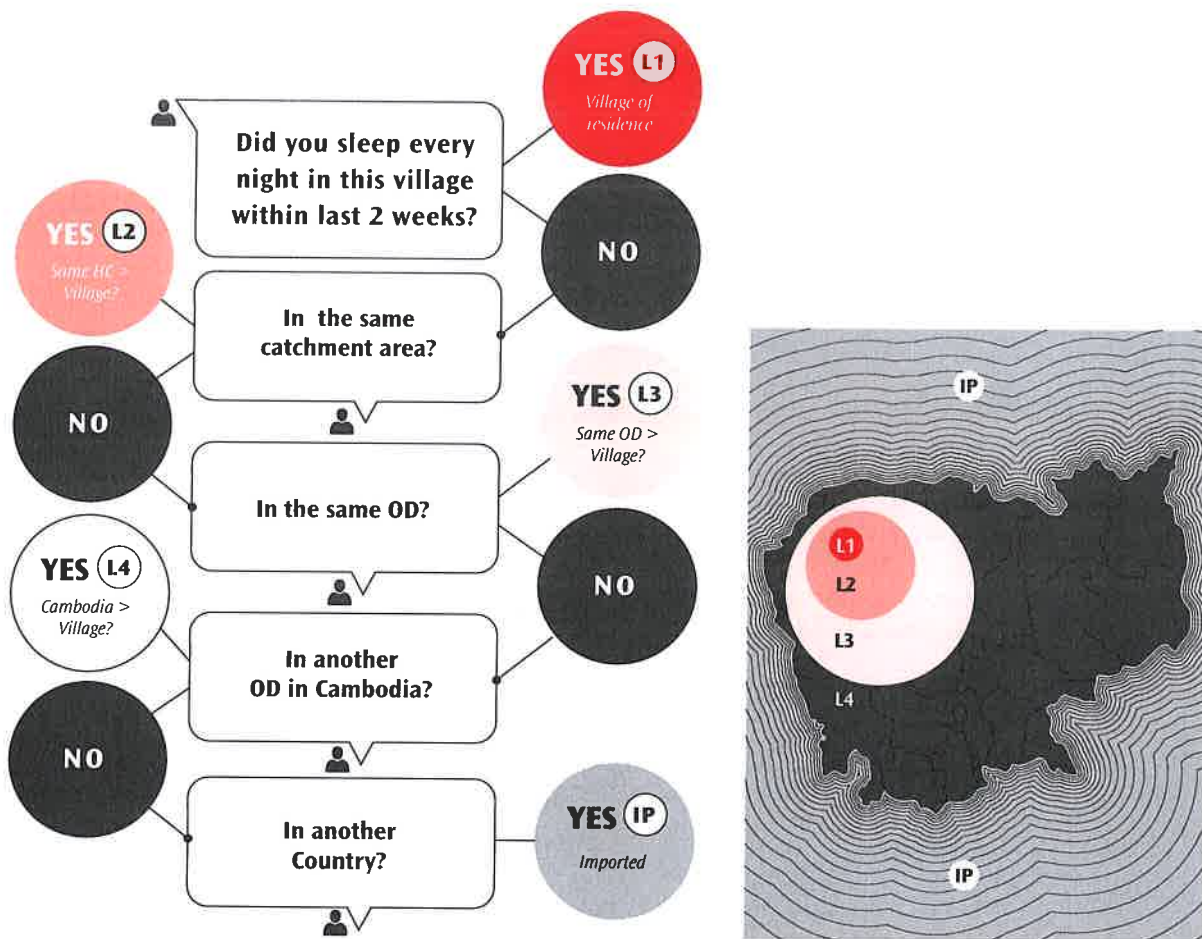 YES L1
Village of
residence
Did you sleep every
night in this village
within last 2 weeks?
NO
YES L2
Same HC >
Village?
In the same
catchment area?
NO
YES L3
Same OD >
Village?
In the same OD?
NO
YES L4
Cambodia >
Village?
In another
OD in Cambodia?
NO
In another
Country?
YES IP
Imported
IP
L1
L2
L3
L4
IP